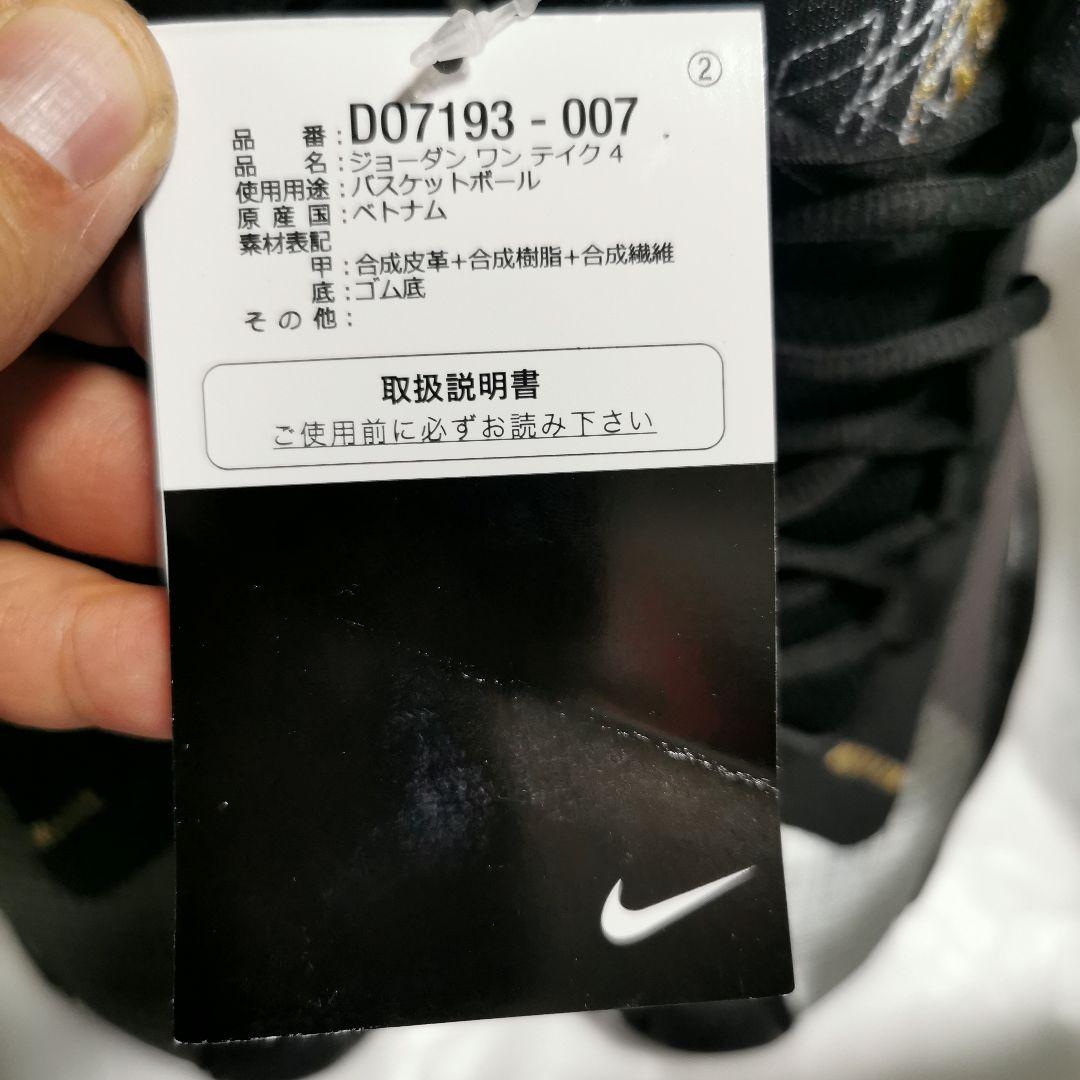 ②
品番:DO7193-007
品名:ジョーダン ワン テイク 4
使用用途:バスケットボール
原産国:ベトナム
素材表記
甲:合成皮革+合成樹脂+合成繊維
底:ゴム底
その他:
取扱説明書
ご使用前に必ずお読み下さい